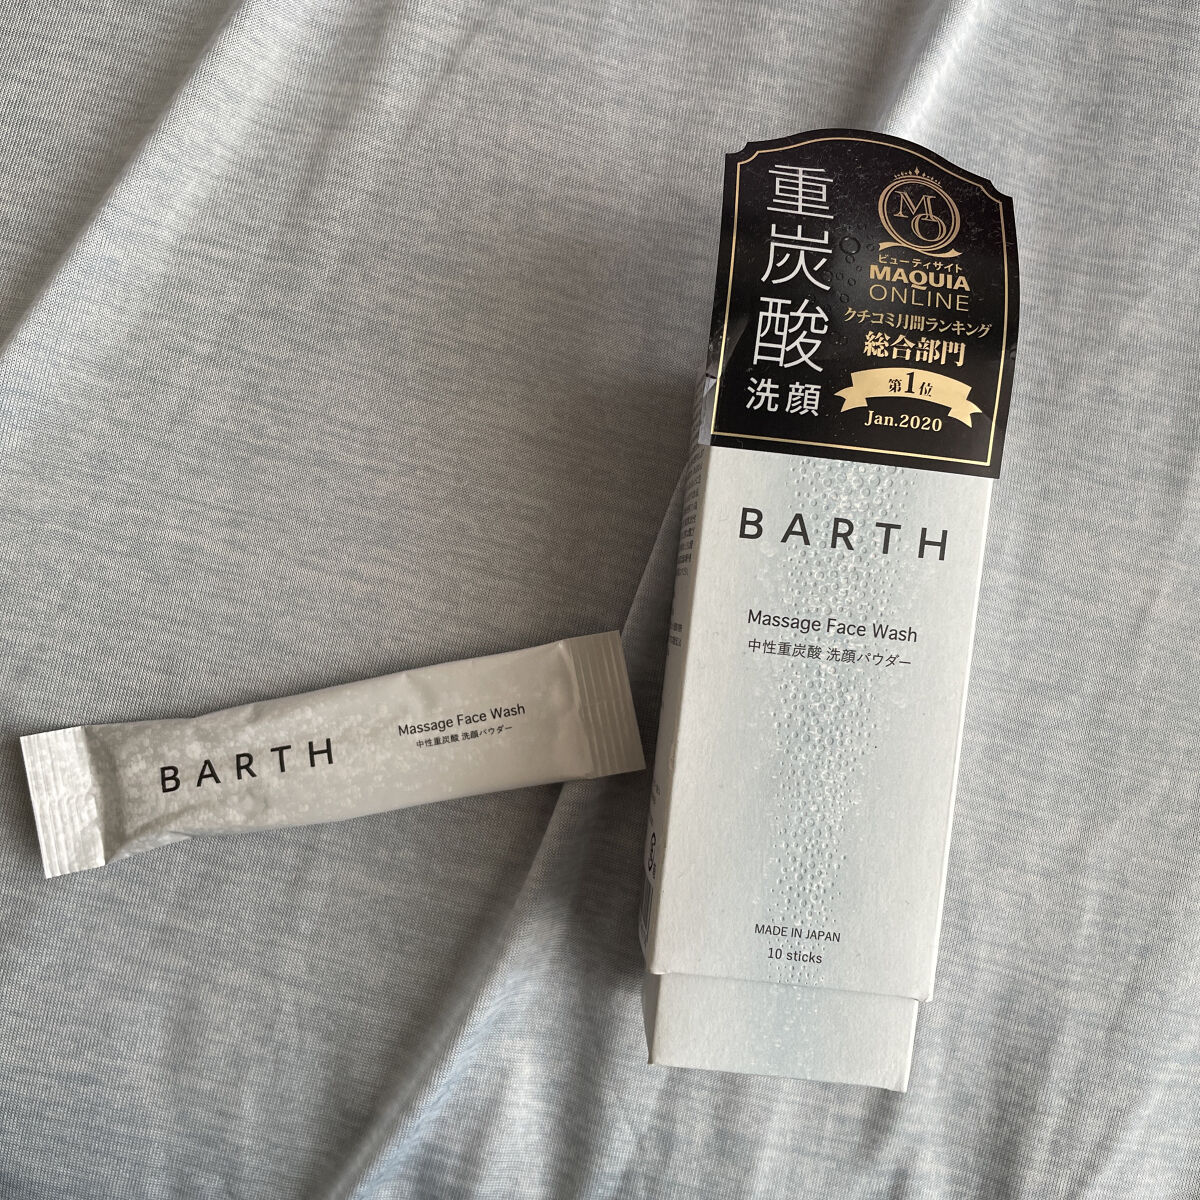 重炭酸
洗顔
MO
ビューティサイト
MAQUIA
ONLINE
クチコミ月間ランキング
総合部門
第1位
Jan.2020
BARTH
Massage Face Wash
中性重炭酸 洗顔パウダー
MADE IN JAPAN
10 sticks
BARTH
Massage Face Wash
中性重炭酸 洗顔パウダー